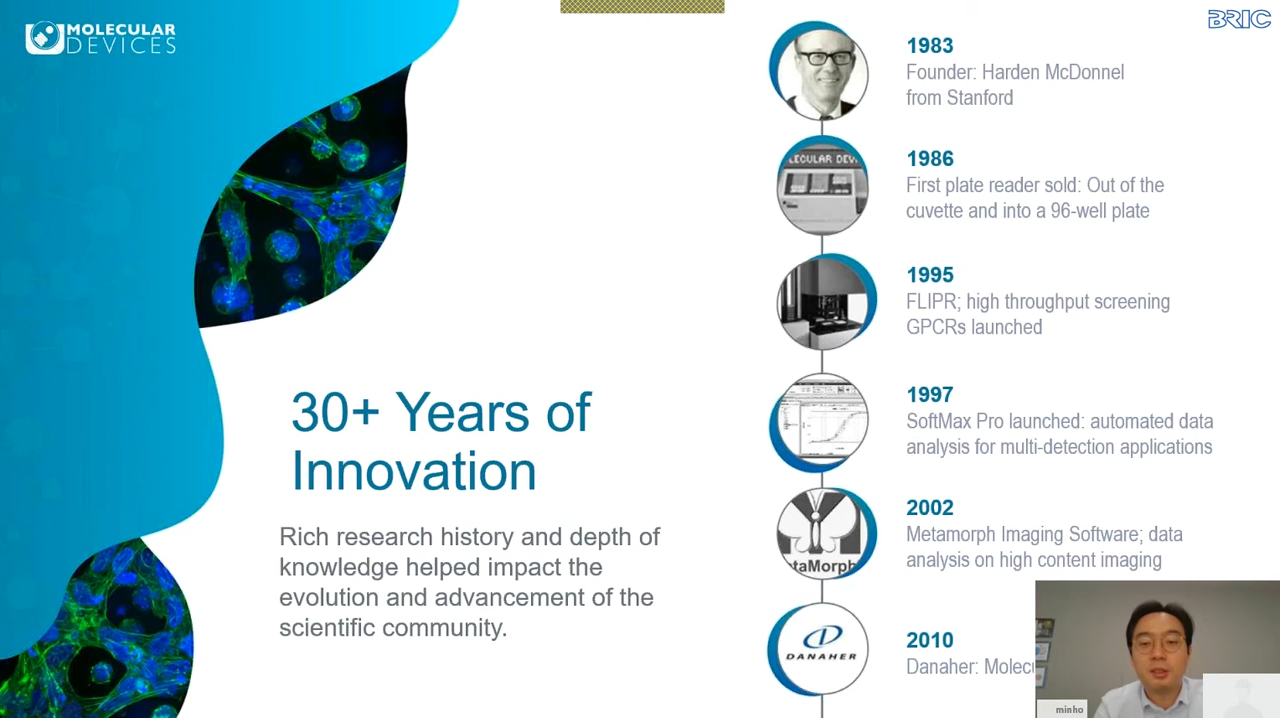 MOLECULAR
DEVICES
BRIC
30+ Years of
Innovation
Rich research history and depth of
knowledge helped impact the
evolution and advancement of the
scientific community.
1983
Founder: Harden McDonnel
from Stanford
1986
First plate reader sold: Out of the
cuvette and into a 96-well plate
LECULAR DEV
1995
FLIPR; high throughput screening
GPCRs launched
1997
SoftMax Pro launched: automated data
analysis for multi-detection applications
2002
Metamorph Imaging Software; data
analysis on high content imaging
taMorph
2010
Danaher: Molecu
DANAHER
minho